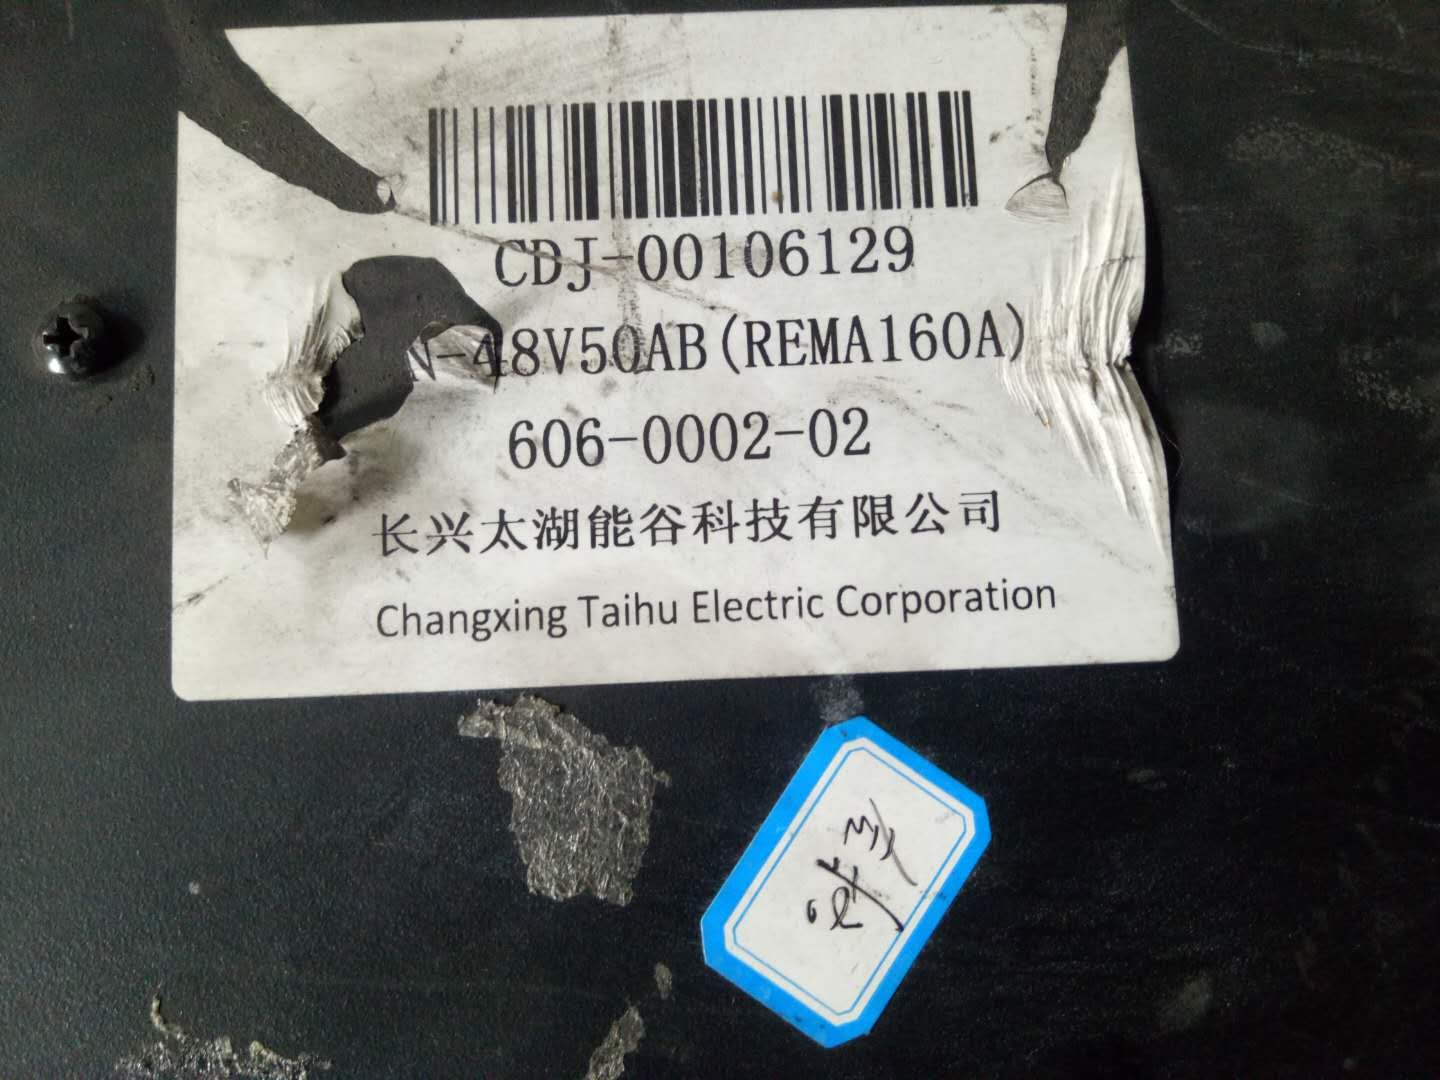 CDJ-00106129
N-48V50AB(REMA160A)
606-0002-02
长兴太湖能谷科技有限公司
Changxing Taihu Electric Corporation